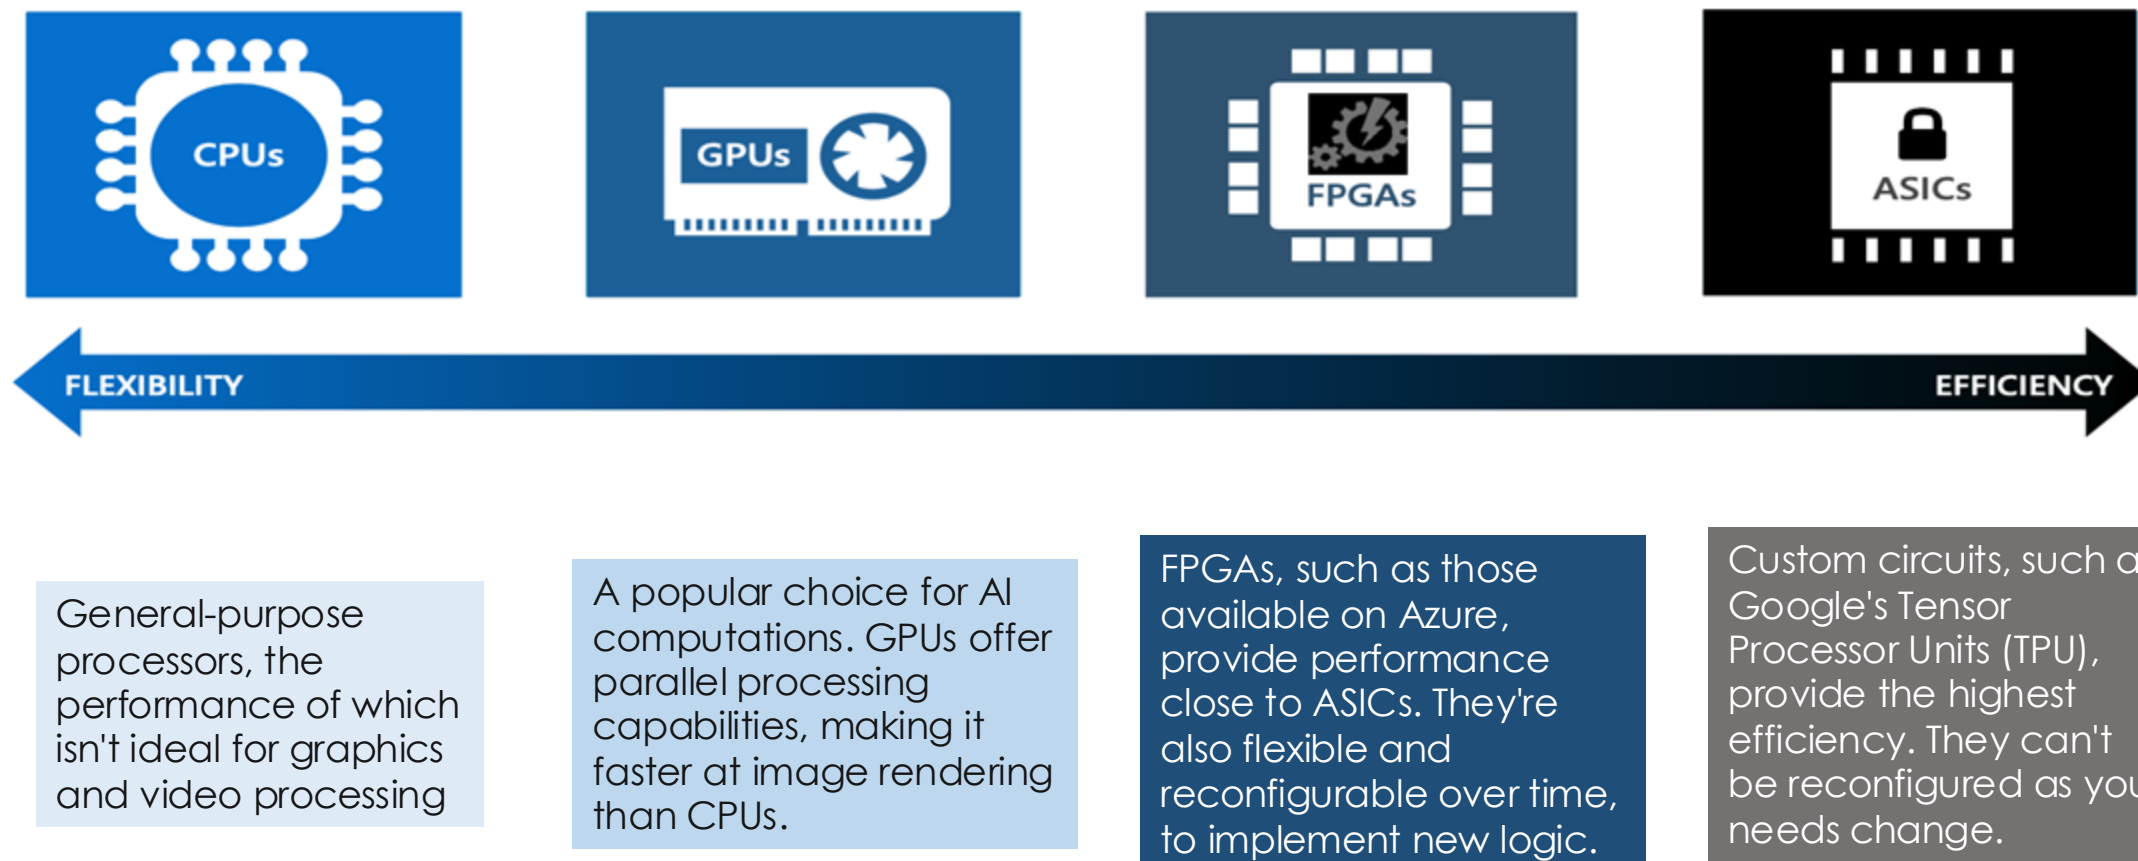 CPUs
GPUs
FPGAs
ASICs
FLEXIBILITY
EFFICIENCY
General-purpose
processors, the
performance of which
isn't ideal for graphics
and video processing
A popular choice for AI
computations. GPUs offer
parallel processing
capabilities, making it
faster at image rendering
than CPUs.
FPGAs, such as those
available on Azure,
provide performance
close to ASICs. They're
also flexible and
reconfigurable over time,
to implement new logic.
Custom circuits, such a
Google's Tensor
Processor Units (TPU),
provide the highest
efficiency. They can't
be reconfigured as you
needs change.